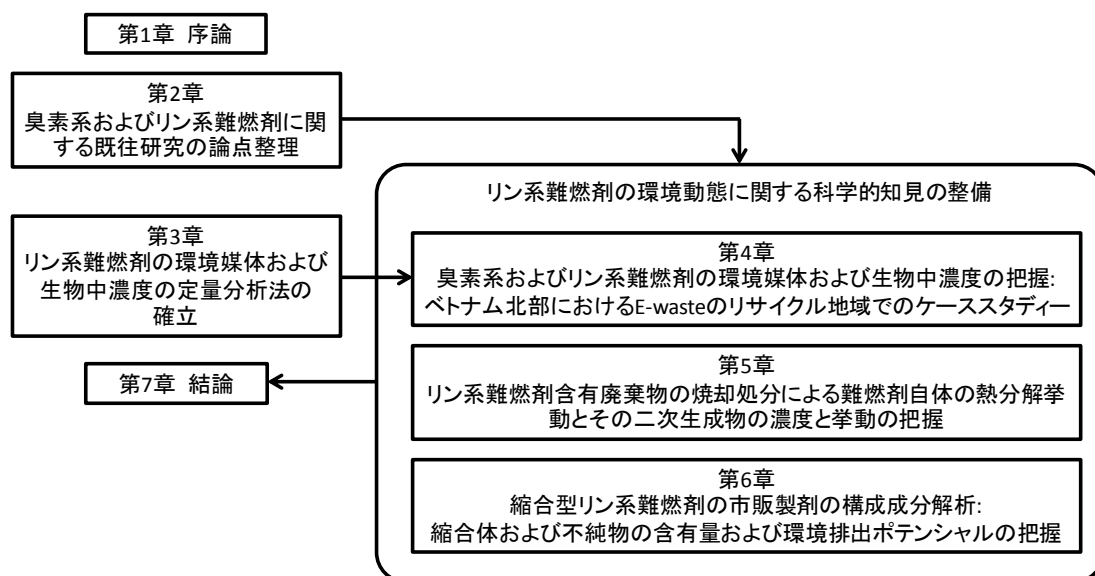 第1章 序論
第2章
臭素系およびリン系難燃剤に関
する既往研究の論点整理
リン系難燃剤の環境動態に関する科学的知見の整備
第3章
リン系難燃剤の環境媒体および
生物中濃度の定量分析法の
確立
第4章
臭素系およびリン系難燃剤の環境媒体および生物中濃度の把握:
ベトナム北部におけるE-wasteのリサイクル地域でのケーススタディー
第5章
リン系難燃剤含有廃棄物の焼却処分による難燃剤自体の熱分解挙
動とその二次生成物の濃度と挙動の把握
第6章
縮合型リン系難燃剤の市販製剤の構成成分解析:
縮合体および不純物の含有量および環境排出ポテンシャルの把握
第7章 結論